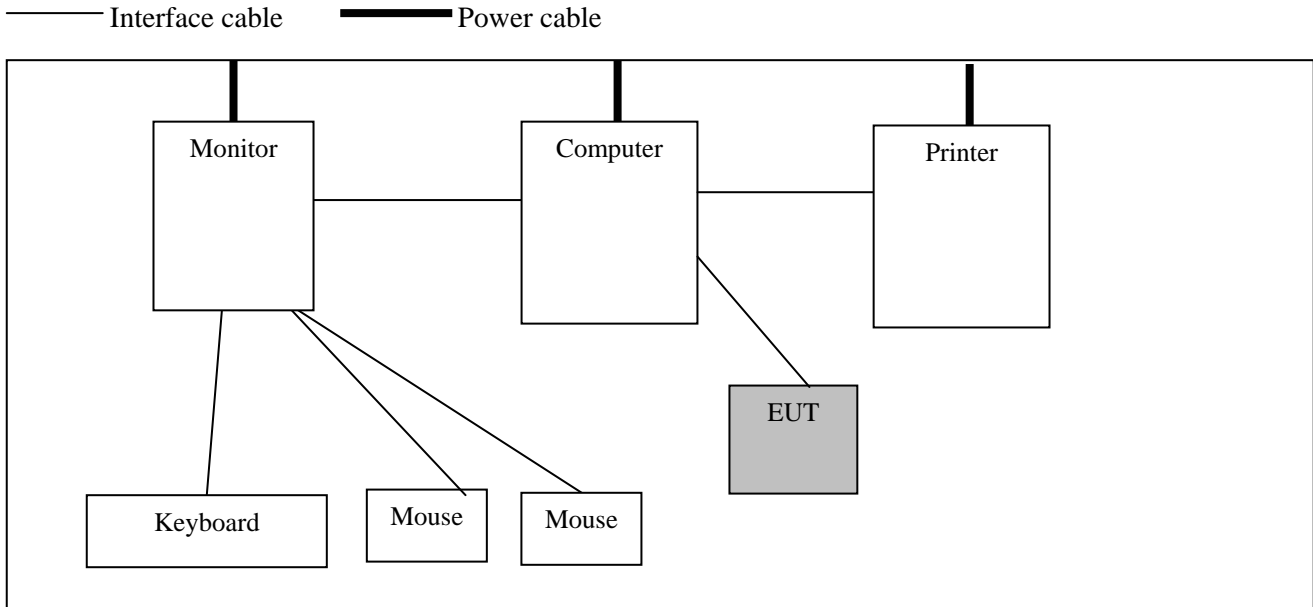 Interface cable Power cable
Monitor Computer Printer
EUT
Keyboard Mouse Mouse